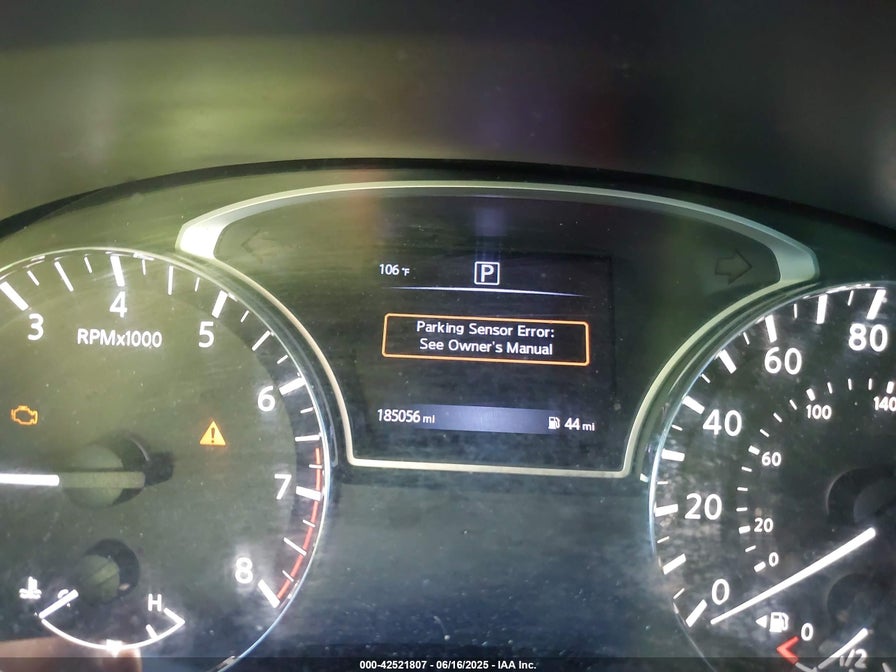 106 °F
P
Parking Sensor Error:
See Owner's Manual
185056 mi
44 mi
3
4
5
6
7
8
RPMx1000
H
0
20
40
60
80
0
20
60
100
140
0
1/2
000-42521807 - 06/16/2025 - IAA Inc.